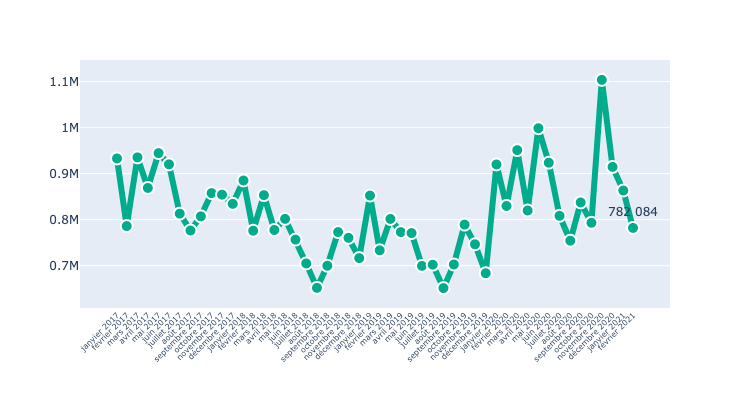 1.1M
1M
0.9M
0.8M
0.7M
782 084
janvier 2017
février 2017
mars 2017
avril 2017
mai 2017
juin 2017
juillet 2017
août 2017
septembre 2017
octobre 2017
novembre 2017
décembre 2017
janvier 2018
février 2018
mars 2018
avril 2018
mai 2018
juin 2018
juillet 2018
août 2018
septembre 2018
octobre 2018
novembre 2018
décembre 2018
janvier 2019
février 2019
mars 2019
avril 2019
mai 2019
juin 2019
juillet 2019
août 2019
septembre 2019
octobre 2019
novembre 2019
décembre 2019
janvier 2020
février 2020
mars 2020
avril 2020
mai 2020
juin 2020
juillet 2020
août 2020
septembre 2020
octobre 2020
novembre 2020
décembre 2020
janvier 2021
février 2021